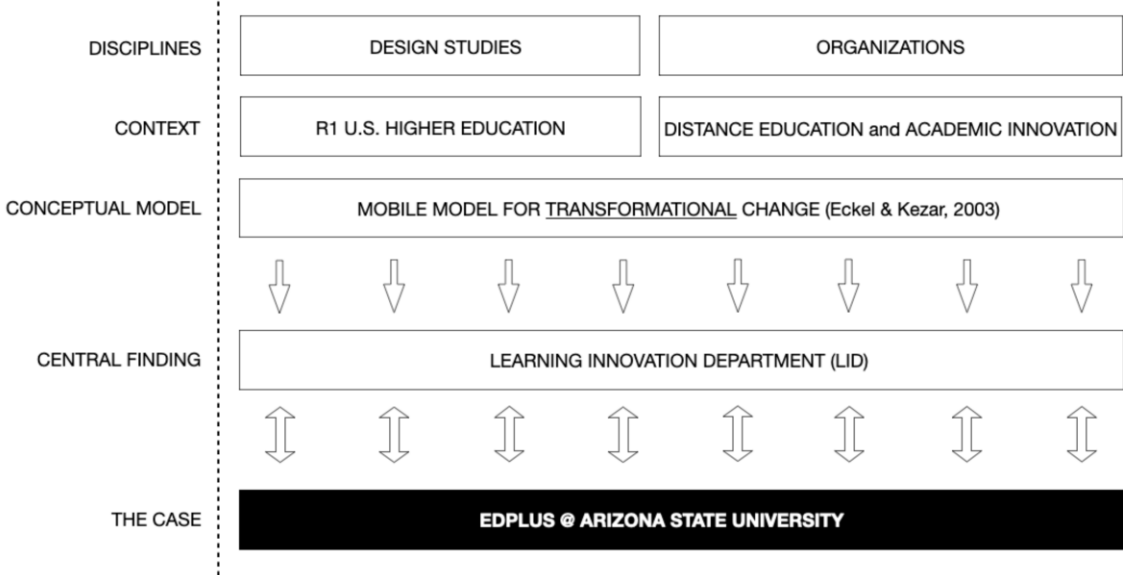 DISCIPLINES
DESIGN STUDIES
ORGANIZATIONS
CONTEXT
R1 U.S. HIGHER EDUCATION
DISTANCE EDUCATION and ACADEMIC INNOVATION
CONCEPTUAL MODEL
MOBILE MODEL FOR TRANSFORMATIONAL CHANGE (Eckel & Kezar, 2003)
CENTRAL FINDING
LEARNING INNOVATION DEPARTMENT (LID)
THE CASE
EDPLUS @ ARIZONA STATE UNIVERSITY